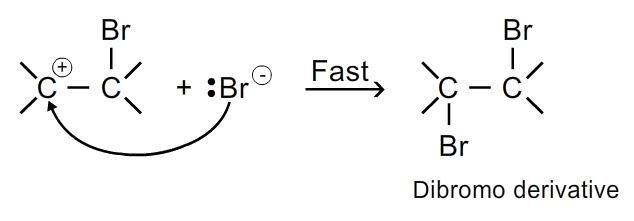 Br Br
C⊕ – C + :Br⊖ Fast C – C
Br
Dibromo derivative